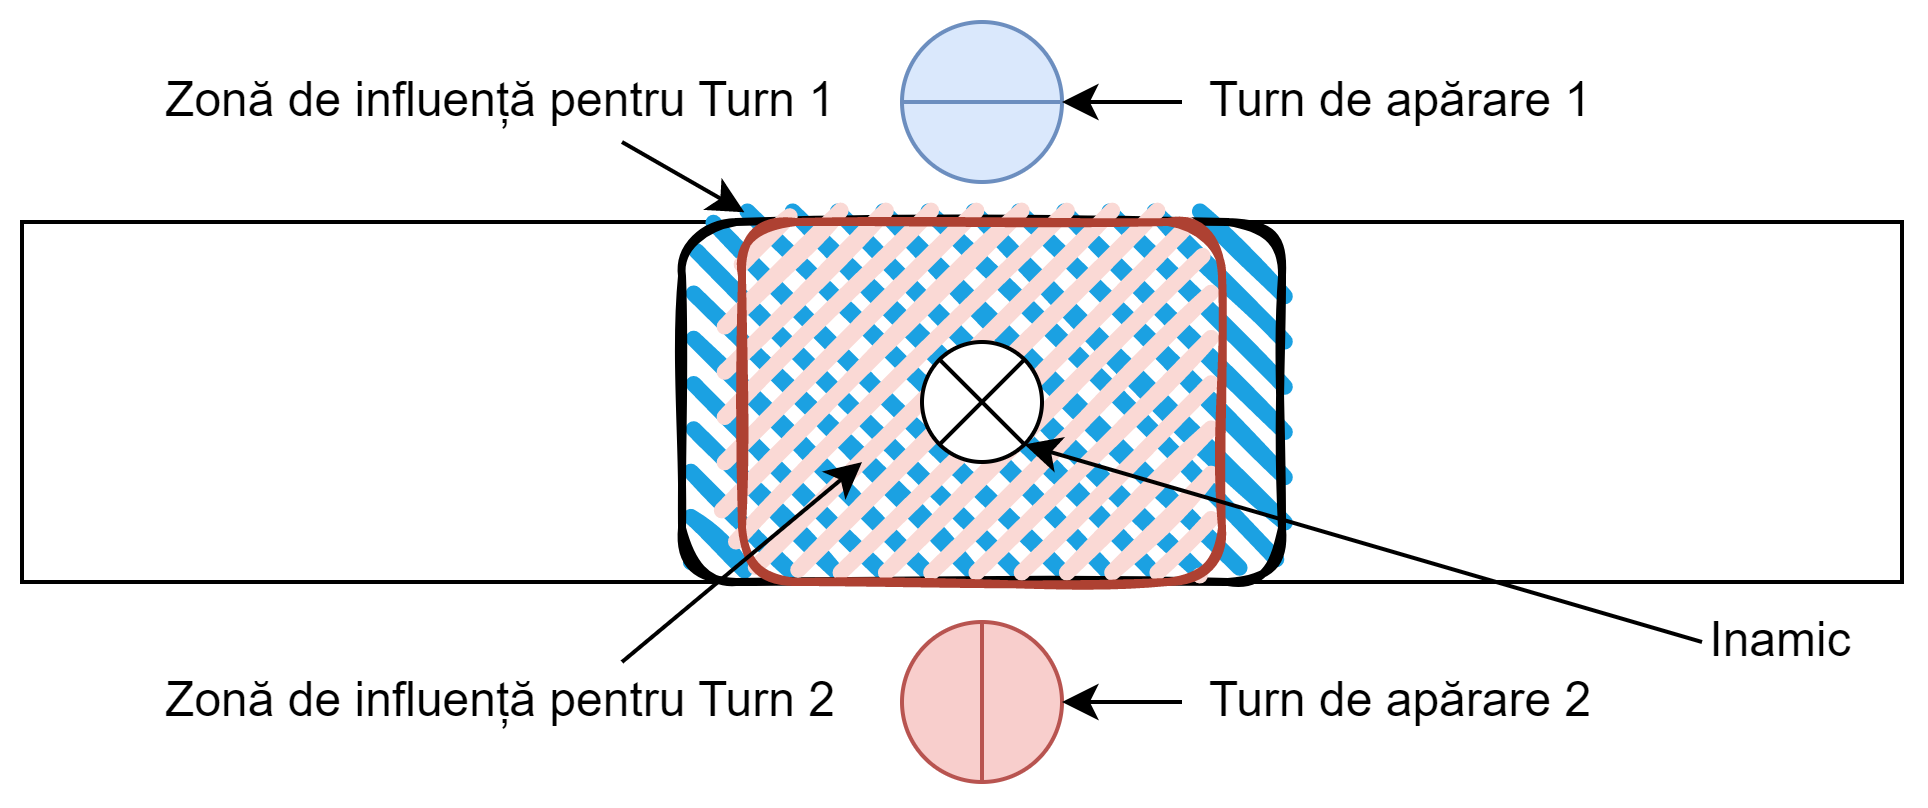 Zonă de influență pentru Turn 1
Turn de apărare 1
Inamic
Zonă de influență pentru Turn 2
Turn de apărare 2